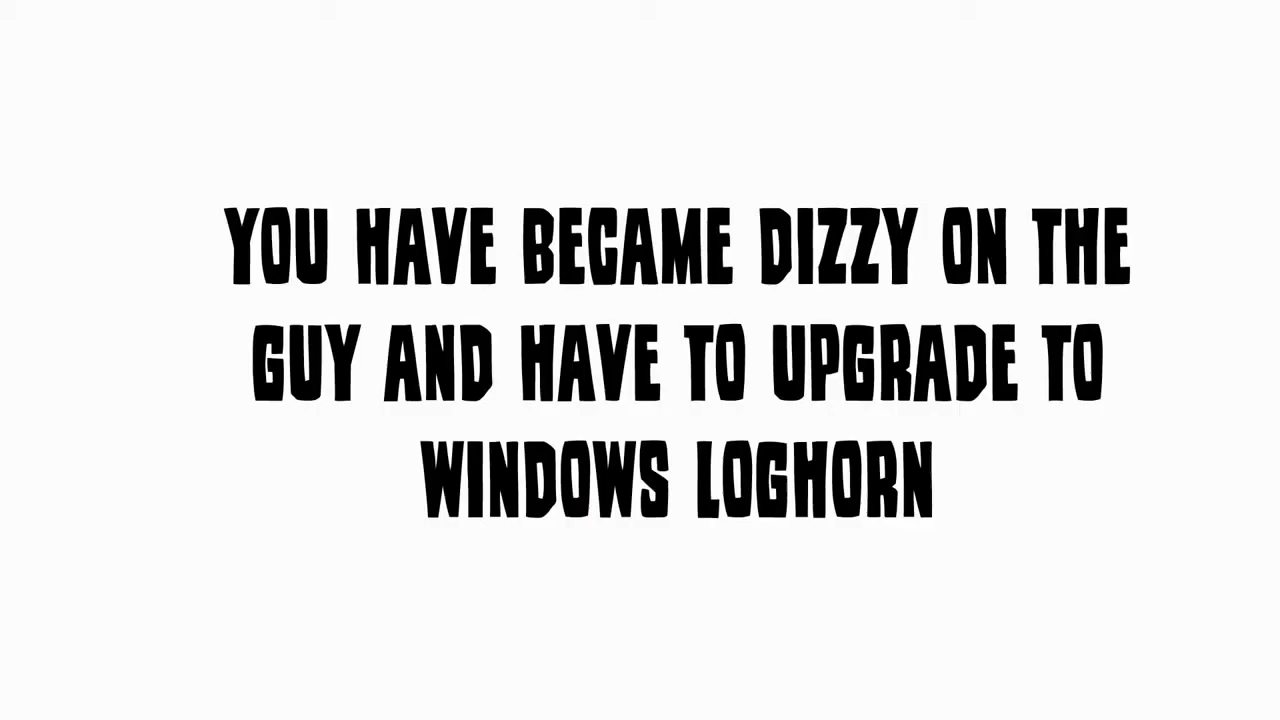 YOU HAVE BECAME DIZZY ON THE
GUY AND HAVE TO UPGRADE TO
WINDOWS LOGHORN